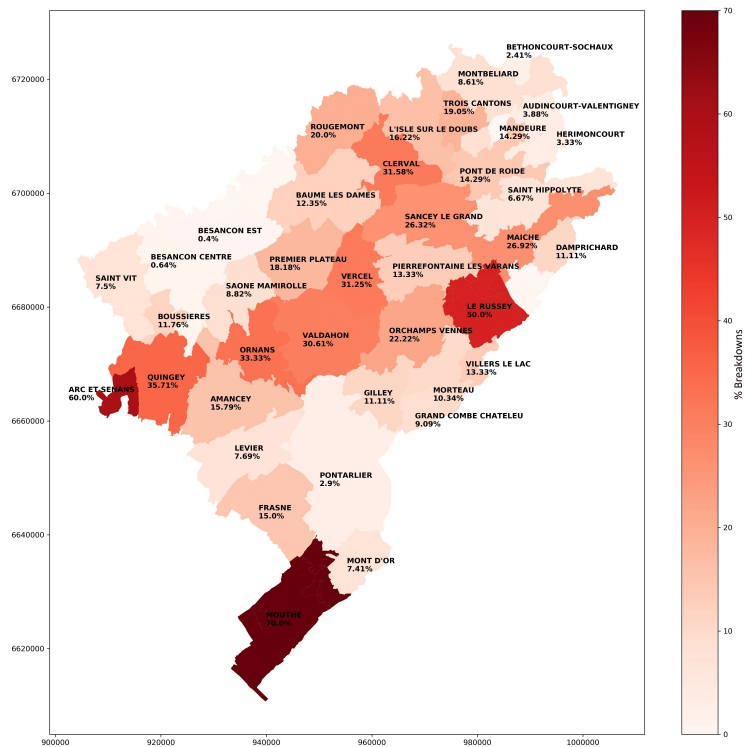 BETHONCOURT-SOCHAUX
2.41%
MONTBELIARD
8.61%
TROIS CANTONS
19.05%
AUDINCOURT-VALENTIGNEY
3.88%
ROUGEMONT
20.0%
L'ISLE SUR LE DOUBS
16.22%
MANDEURE
14.29%
HERIMONCOURT
3.33%
CLERVAL
31.58%
PONT DE ROIDE
14.29%
BAUME LES DAMES
12.35%
SAINT HIPPOLYTE
6.67%
SANCEY LE GRAND
26.32%
BESANCON EST
0.4%
MAICHE
26.92%
DAMPRICHARD
11.11%
BESANCON CENTRE
0.64%
PREMIER PLATEAU
18.18%
PIERREFONTAINE LES VARANS
13.33%
SAINT VIT
7.5%
VERCEL
31.25%
SAONE MAMIROLLE
8.82%
LE RUSSEY
50.0%
BOUSSIERES
11.76%
VALDAHON
30.61%
ORCHAMPS VENNES
22.22%
ORNANS
33.33%
VILLERS LE LAC
13.33%
QUINGEY
35.71%
ARC ET SENANS
60.0%
AMANCEY
15.79%
GILLEY
11.11%
MORTEAU
10.34%
GRAND COMBE CHATELEU
9.09%
LEVIER
7.69%
PONTARLIER
2.9%
FRASNE
15.0%
MONT D'OR
7.41%
MOUTHE
70.0%
6720000
6700000
6680000
6660000
6640000
6620000
900000
920000
940000
960000
980000
1000000
70
60
50
40
30
20
10
0
% Breakdowns